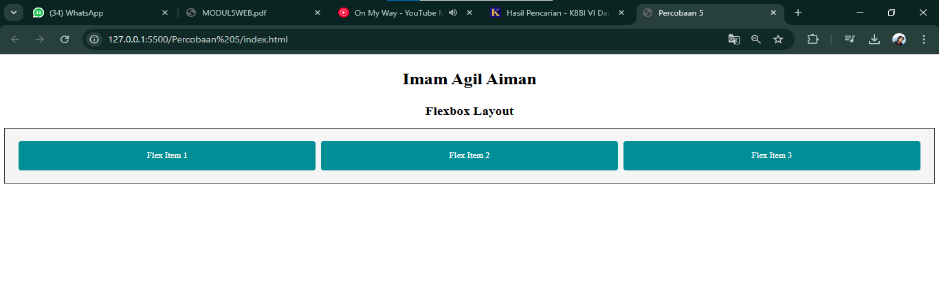 (34) WhatsApp
MODUL5WEB.pdf
On My Way - YouTube M
Hasil Pencarian - KBBI VI Da
Percobaan 5
127.0.0.1:5500/Percobaan%205/index.html
Imam Agil Aiman
Flexbox Layout
Flex Item 1
Flex Item 2
Flex Item 3